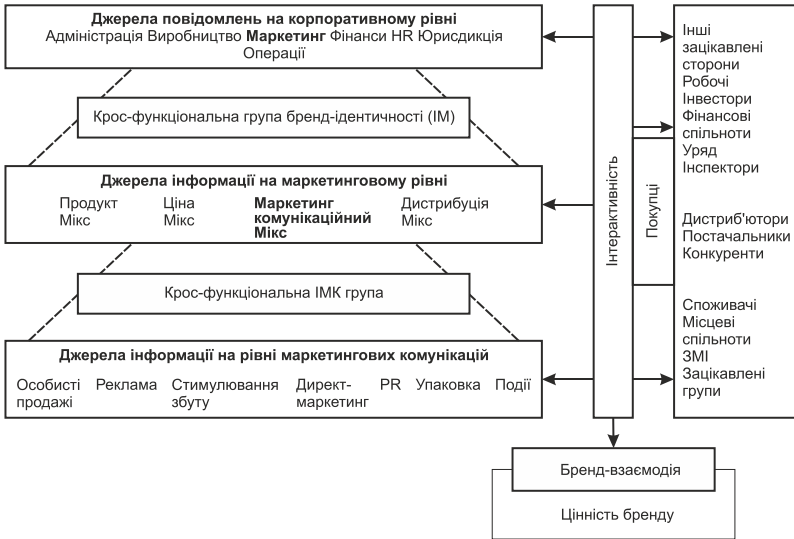 Джерела повідомлень на корпоративному рівні
Адміністрація Виробництво Маркетинг Фінанси HR Юрисдикція
Операції
Крос-функціональна група бренд-ідентичності (ІМ)
Джерела інформації на маркетинговому рівні
Продукт Ціна Маркетинг Дистрибуція
Мікс Мікс комунікаційний Мікс
Мікс
Крос-функціональна ІМК група
Джерела інформації на рівні маркетингових комунікацій
Особисті Реклама Стимулювання Директ- PR Упаковка Події
продажі збуту маркетинг
Інтерактивність
Покупці
Інші
зацікавлені
сторони
Робочі
Інвестори
Фінансові
спільноти
Уряд
Інспектори
Дистриб'ютори
Постачальники
Конкуренти
Споживачі
Місцеві
спільноти
ЗМІ
Зацікавлені
групи
Бренд-взаємодія
Цінність бренду